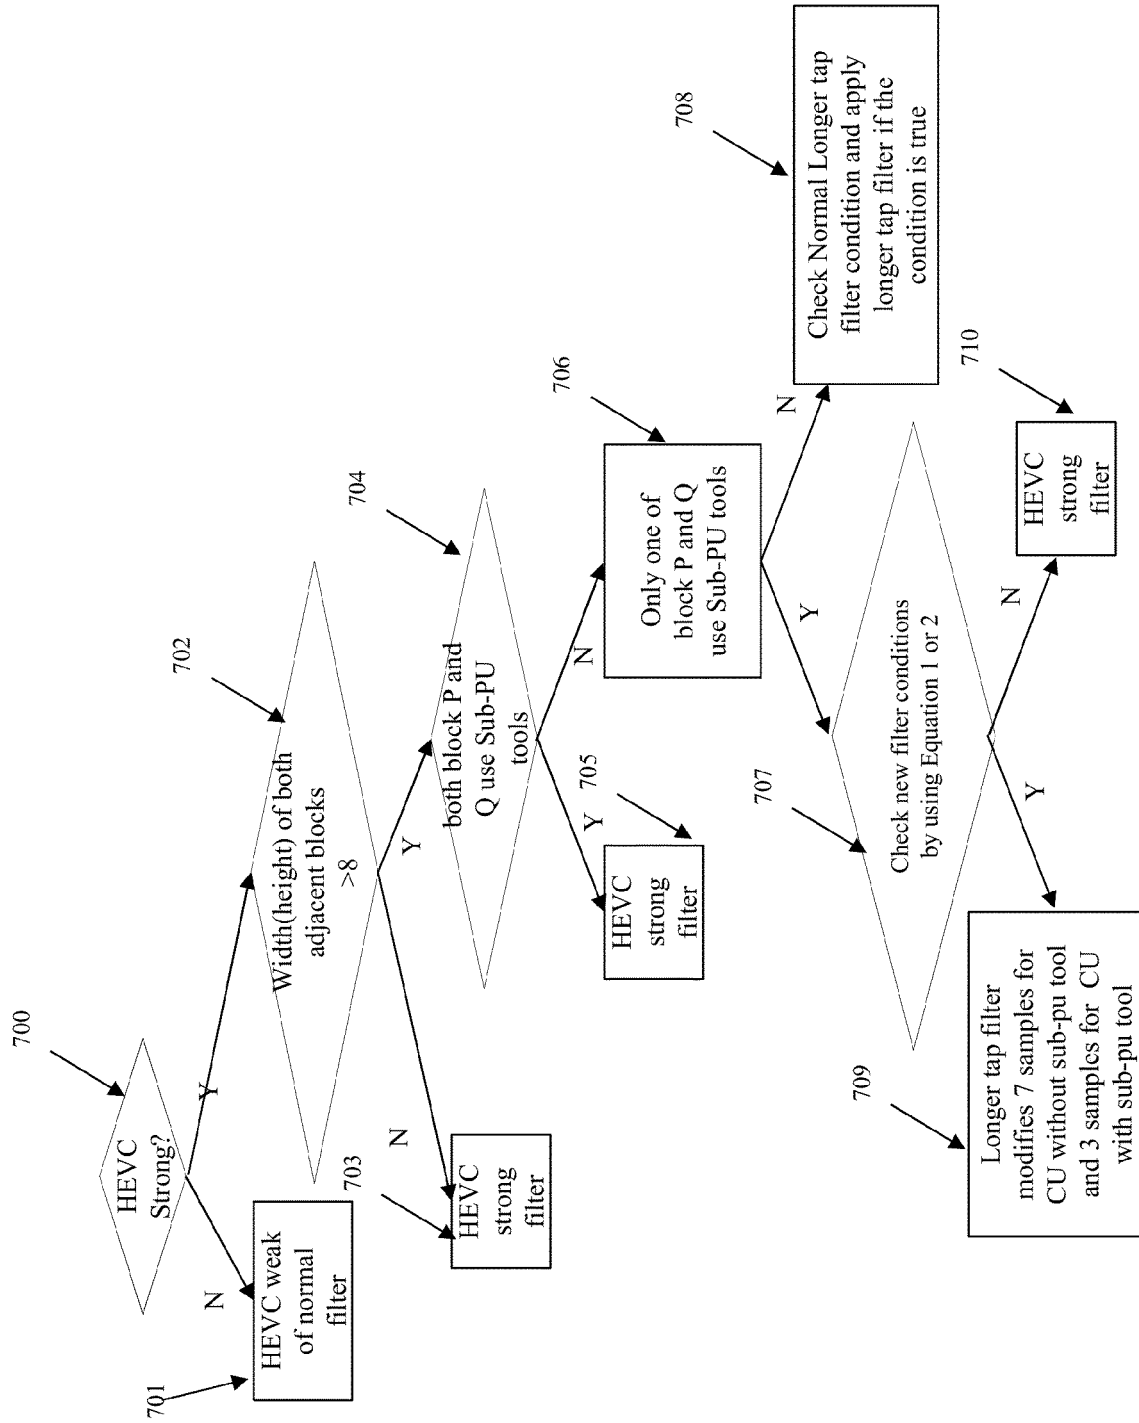 700
HEVC
Strong?
N
Y
701
HEVC weak
of normal
filter
702
Width(height) of both
adjacent blocks
>8
N
Y
703
HEVC
strong
filter
704
both block P and
Q use Sub-PU
tools
Y
N
705
HEVC
strong
filter
706
Only one of
block P and Q
use Sub-PU tools
Y
N
707
Check new filter conditions
by using Equation 1 or 2
Y
N
708
Check Normal Longer tap
filter condition and apply
longer tap filter if the
condition is true
709
Longer tap filter
modifies 7 samples for
CU without sub-pu tool
and 3 samples for CU
with sub-pu tool
710
HEVC
strong
filter